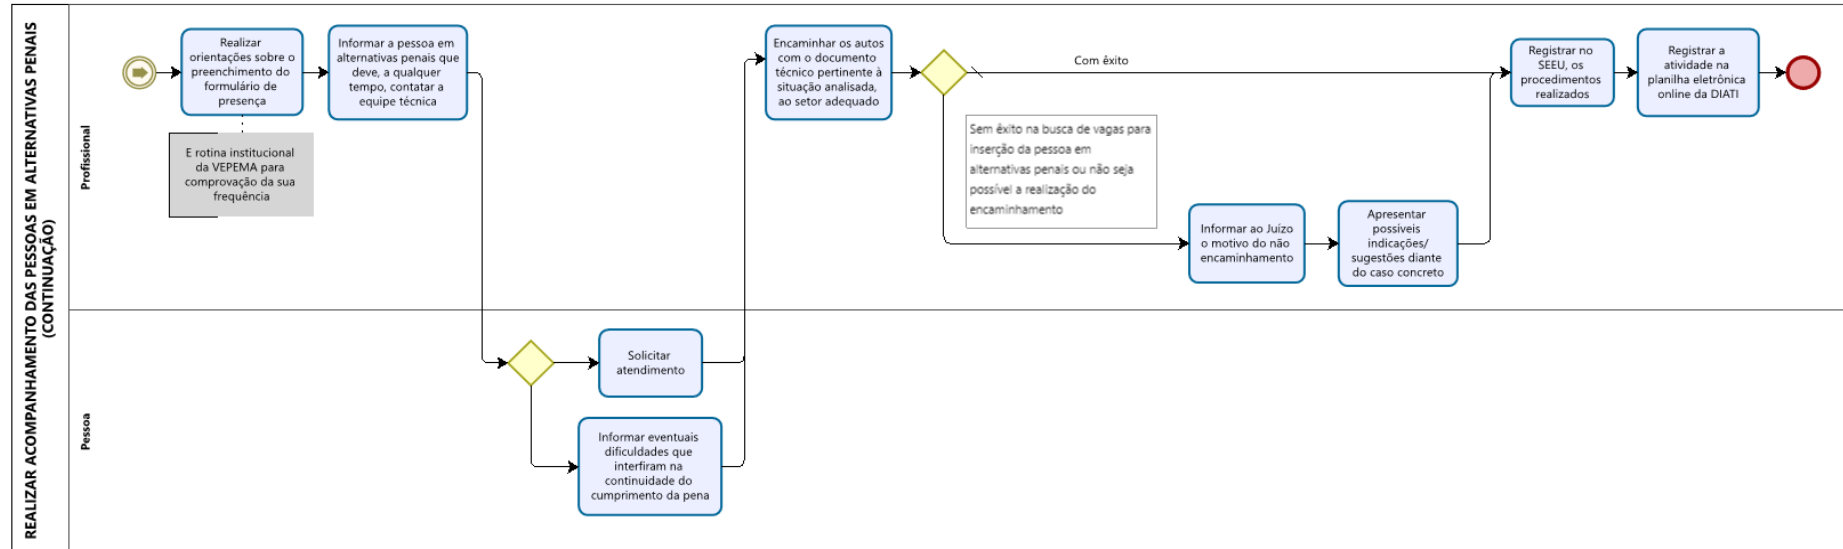 REALIZAR ACOMPANHAMENTO DAS PESSOAS EM ALTERNATIVAS PENAIS
(CONTINUAÇÃO)
Profissional
Realizar
orientações sobre o
preenchimento do
formulário de
presença
E rotina institucional
da VEPEMA para
comprovação da sua
frequência
Informar a pessoa em
alternativas penais que
deve, a qualquer
tempo, contatar a
equipe técnica
Encaminhar os autos
com o documento
técnico pertinente à
situação analisada,
ao setor adequado
Com êxito
Sem êxito na busca de vagas para
inserção da pessoa em
alternativas penais ou não seja
possível a realização do
encaminhamento
Informar ao Juízo
o motivo do não
encaminhamento
Apresentar
possiveis
indicações/
sugestões diante
do caso concreto
Registrar no
SEEU, os
procedimentos
realizados
Registrar a
atividade na
planilha eletrônica
online da DIATI
Pessoa
Solicitar
atendimento
Informar eventuais
dificuldades que
interfiram na
continuidade do
cumprimento da pena